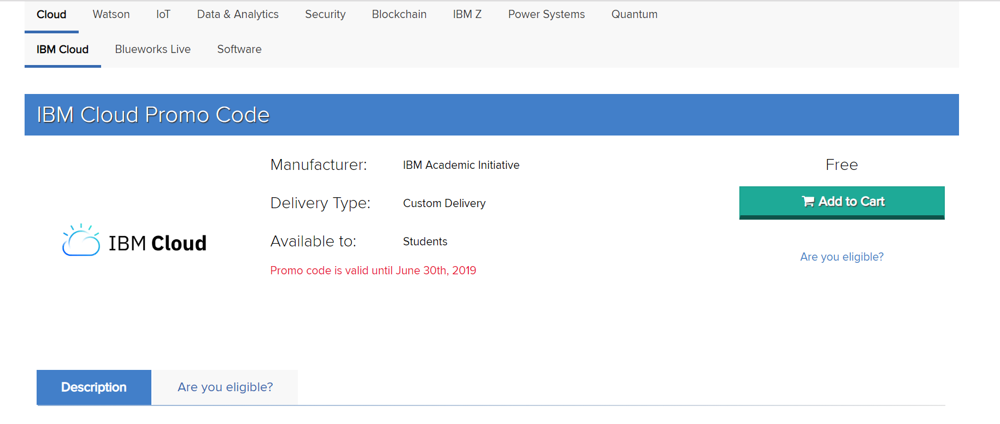 Cloud Watson IoT Data & Analytics Security Blockchain IBM Z Power Systems Quantum
IBM Cloud Blueworks Live Software
IBM Cloud Promo Code
IBM Cloud
Manufacturer: IBM Academic Initiative
Delivery Type: Custom Delivery
Available to: Students
Promo code is valid until June 30th, 2019
Free
Add to Cart
Are you eligible?
Description Are you eligible?